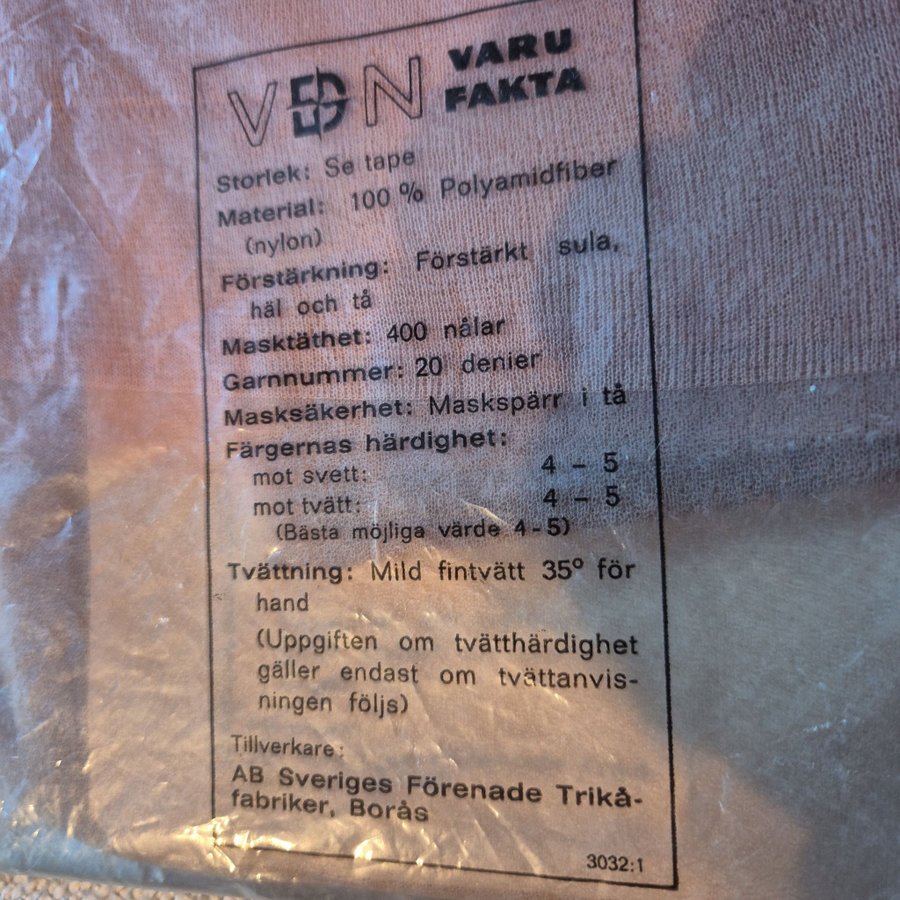 VDN VARU
FAKTA
Storlek: Se tape
Material: 100 % Polyamidfiber
(nylon)
Förstärkning: Förstärkt sula,
häl och tå
Masktäthet: 400 nålar
Garnnummer: 20 denier
Masksäkerhet: Maskspärr i tå
Färgernas härdighet:
mot svett: 4 - 5
mot tvätt: 4 - 5
(Bästa möjliga värde 4-5)
Tvättning: Mild fintvätt 35° för
hand
(Uppgiften om tvätthärdighet
gäller endast om tvättanvis-
ningen följs)
Tillverkare:
AB Sveriges Förenade Trikå-
fabriker, Borås
3032:1